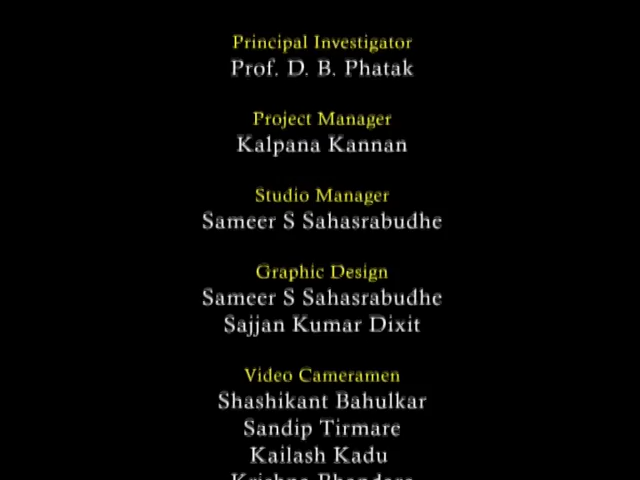 Principal Investigator
Prof. D. B. Phatak
Project Manager
Kalpana Kannan
Studio Manager
Sameer S Sahasrabudhe
Graphic Design
Sameer S Sahasrabudhe
Sajjan Kumar Dixit
Video Cameramen
Shashikant Bahulkar
Sandip Tirmare
Kailash Kadu